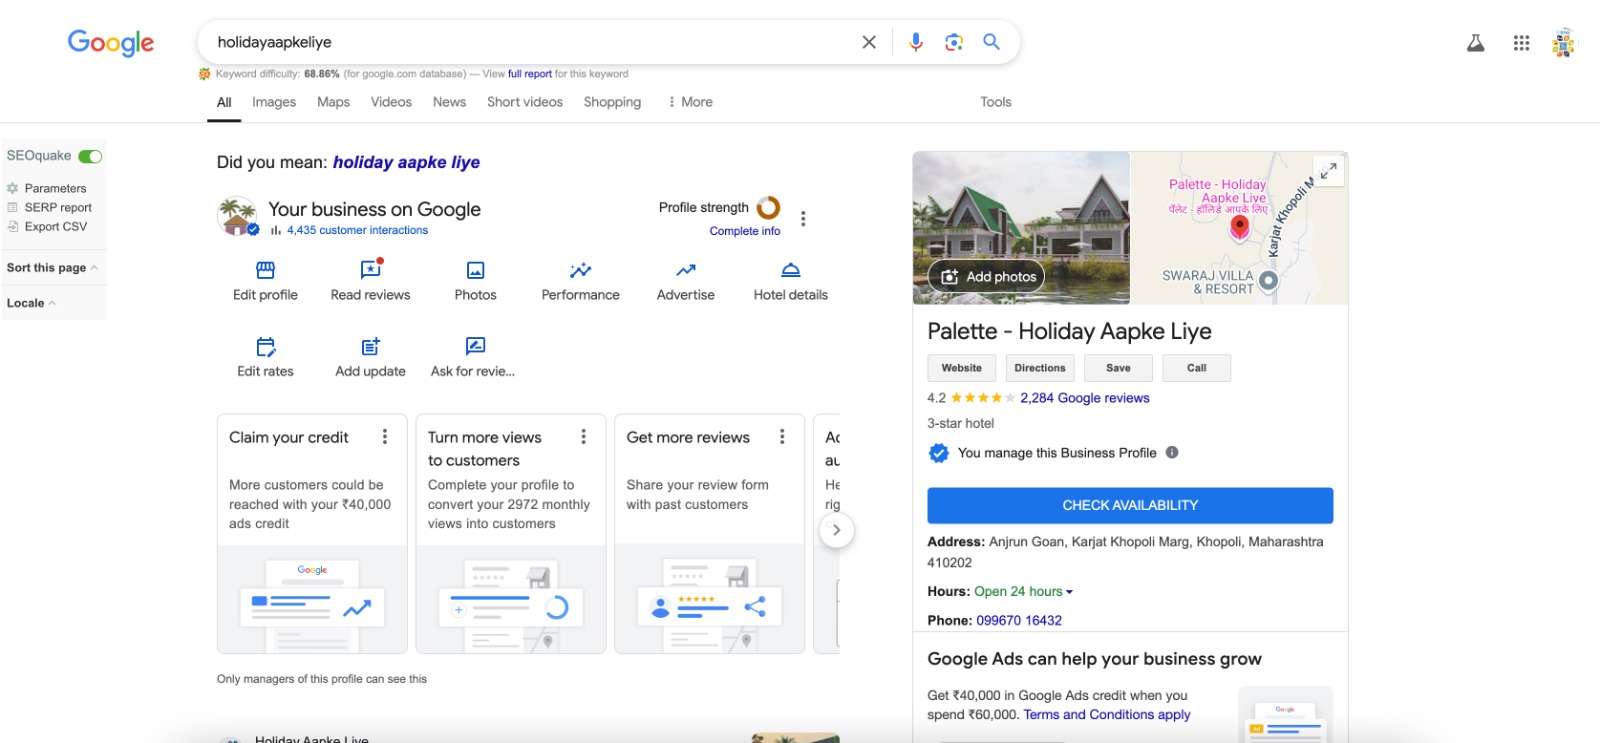 Google
holidayaapkeliye
Keyword difficulty: 68.86% (for google.com database) — View full report for this keyword
All Images Maps Videos News Short videos Shopping More Tools
SEOquake
Parameters
SERP report
Export CSV
Sort this page
Locale
Did you mean: holiday aapke liye
Your business on Google
4,435 customer interactions
Profile strength
Complete info
Edit profile Read reviews Photos Performance Advertise Hotel details
Edit rates Add update Ask for revie...
Claim your credit
More customers could be
reached with your ₹40,000
ads credit
Google
Turn more views
to customers
Complete your profile to
convert your 2972 monthly
views into customers
Get more reviews
Share your review form
with past customers
Only managers of this profile can see this
Holiday Aapke Liye
Add photos
Palette - Holiday
Aapke Liye
पॅलेट - हॉलिडे आपके लिए
Karjat Khopoli M
SWARAJ VILLA
& RESORT
Palette - Holiday Aapke Liye
Website Directions Save Call
4.2 2,284 Google reviews
3-star hotel
You manage this Business Profile
CHECK AVAILABILITY
Address: Anjrun Goan, Karjat Khopoli Marg, Khopoli, Maharashtra
410202
Hours: Open 24 hours
Phone: 099670 16432
Google Ads can help your business grow
Get ₹40,000 in Google Ads credit when you
spend ₹60,000. Terms and Conditions apply
Google
Ad